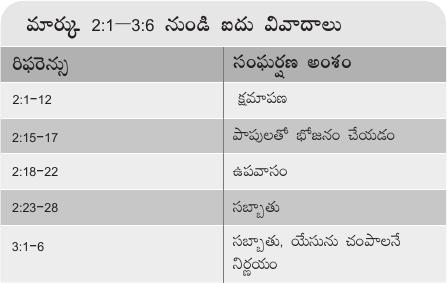 మార్కు 2:1—3:6 నుండి ఐదు వివాదాలు
రిఫరెన్సు సంఘర్షణ అంశం
2:1–12 క్షమాపణ
2:15–17 పాపులతో భోజనం చేయడం
2:18–22 ఉపవాసం
2:23–28 సబ్బాతు
3:1–6 సబ్బాతు, యేసును చంపాలనే
నిర్ణయం